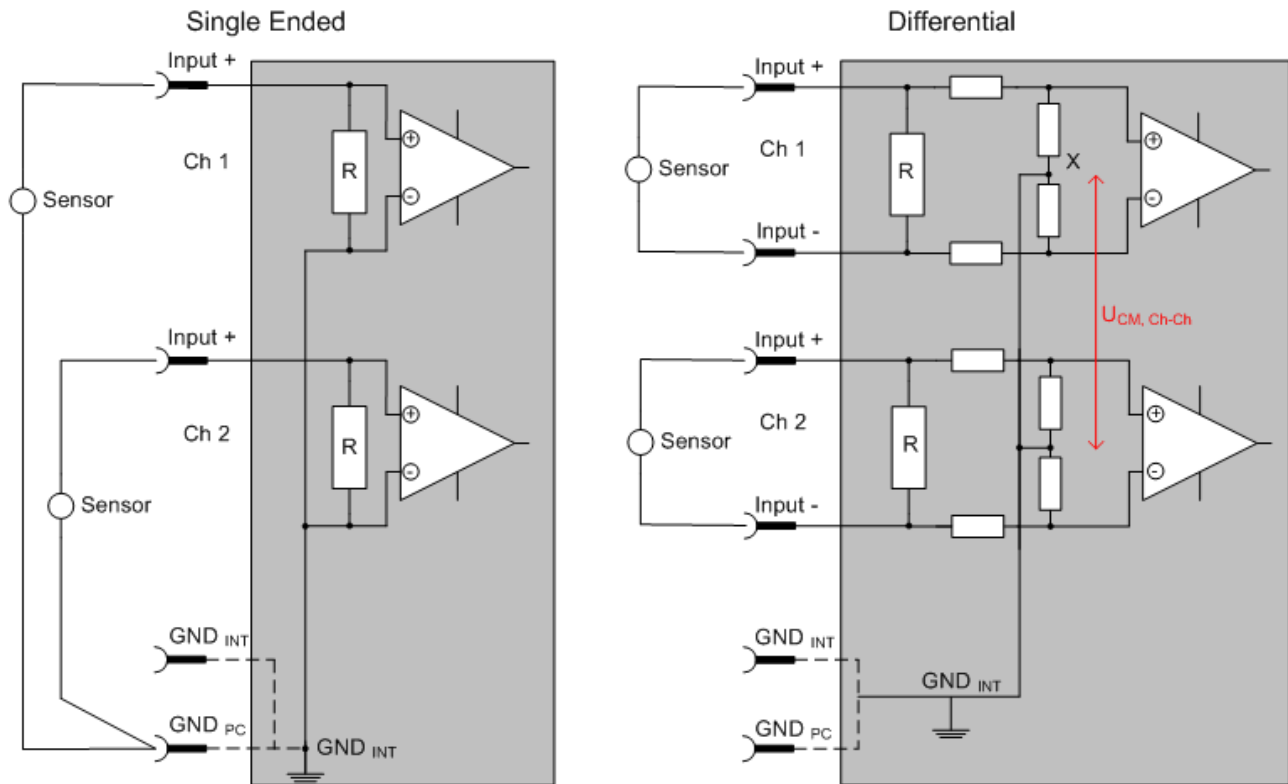 Single Ended
Input +
Ch 1
R
+
-
Sensor
Input +
Ch 2
R
+
-
Sensor
GND INT
GND PC
GND INT
Differential
Input +
Ch 1
Sensor
R
X
+
-
Input -
U CM, Ch-Ch
Input +
Ch 2
Sensor
R
+
-
Input -
GND INT
GND INT
GND PC